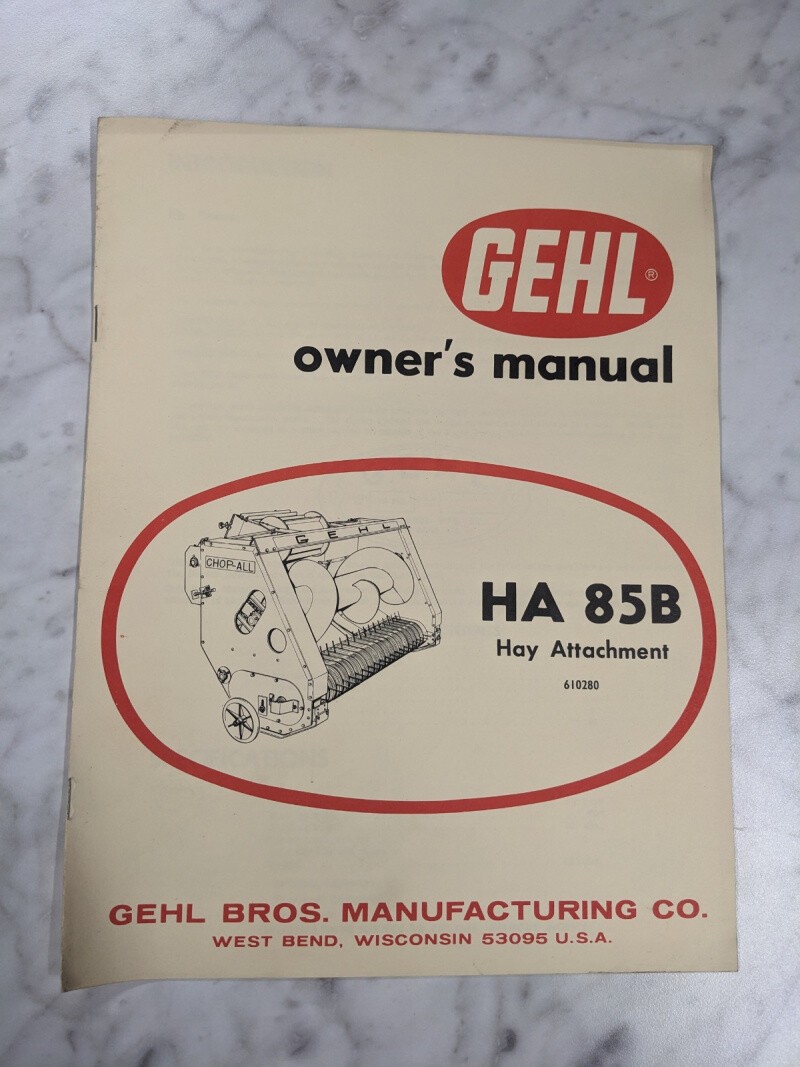 GEHL®
owner's manual
GEHL
CHOP-ALL
HA 85B
Hay Attachment
610280
GEHL BROS. MANUFACTURING CO.
WEST BEND, WISCONSIN 53095 U.S.A.